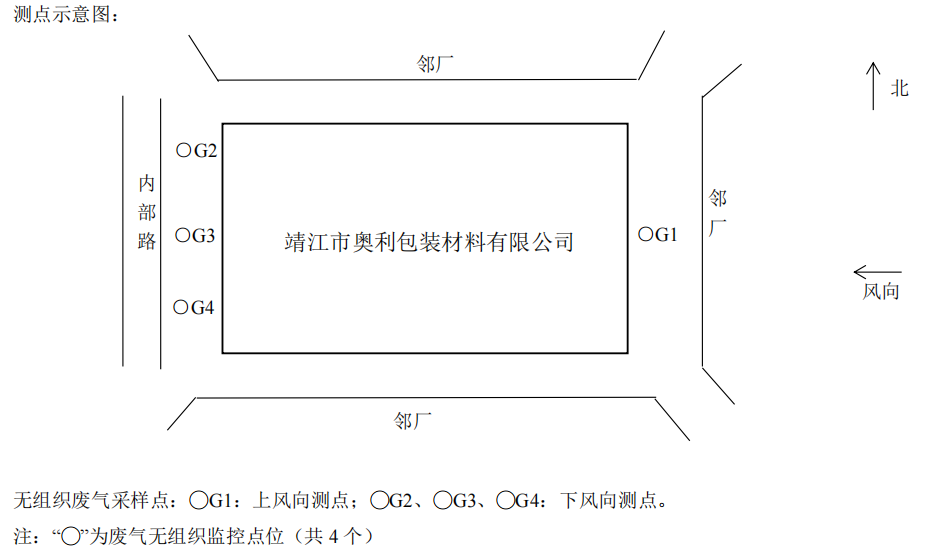 测点示意图：
邻厂
北
○G2
内部路
邻厂
○G3
靖江市奥利包装材料有限公司
○G1
风向
○G4
邻厂
无组织废气采样点：○G1：上风向测点；○G2、○G3、○G4：下风向测点。
注：“○”为废气无组织监控点位（共 4 个）